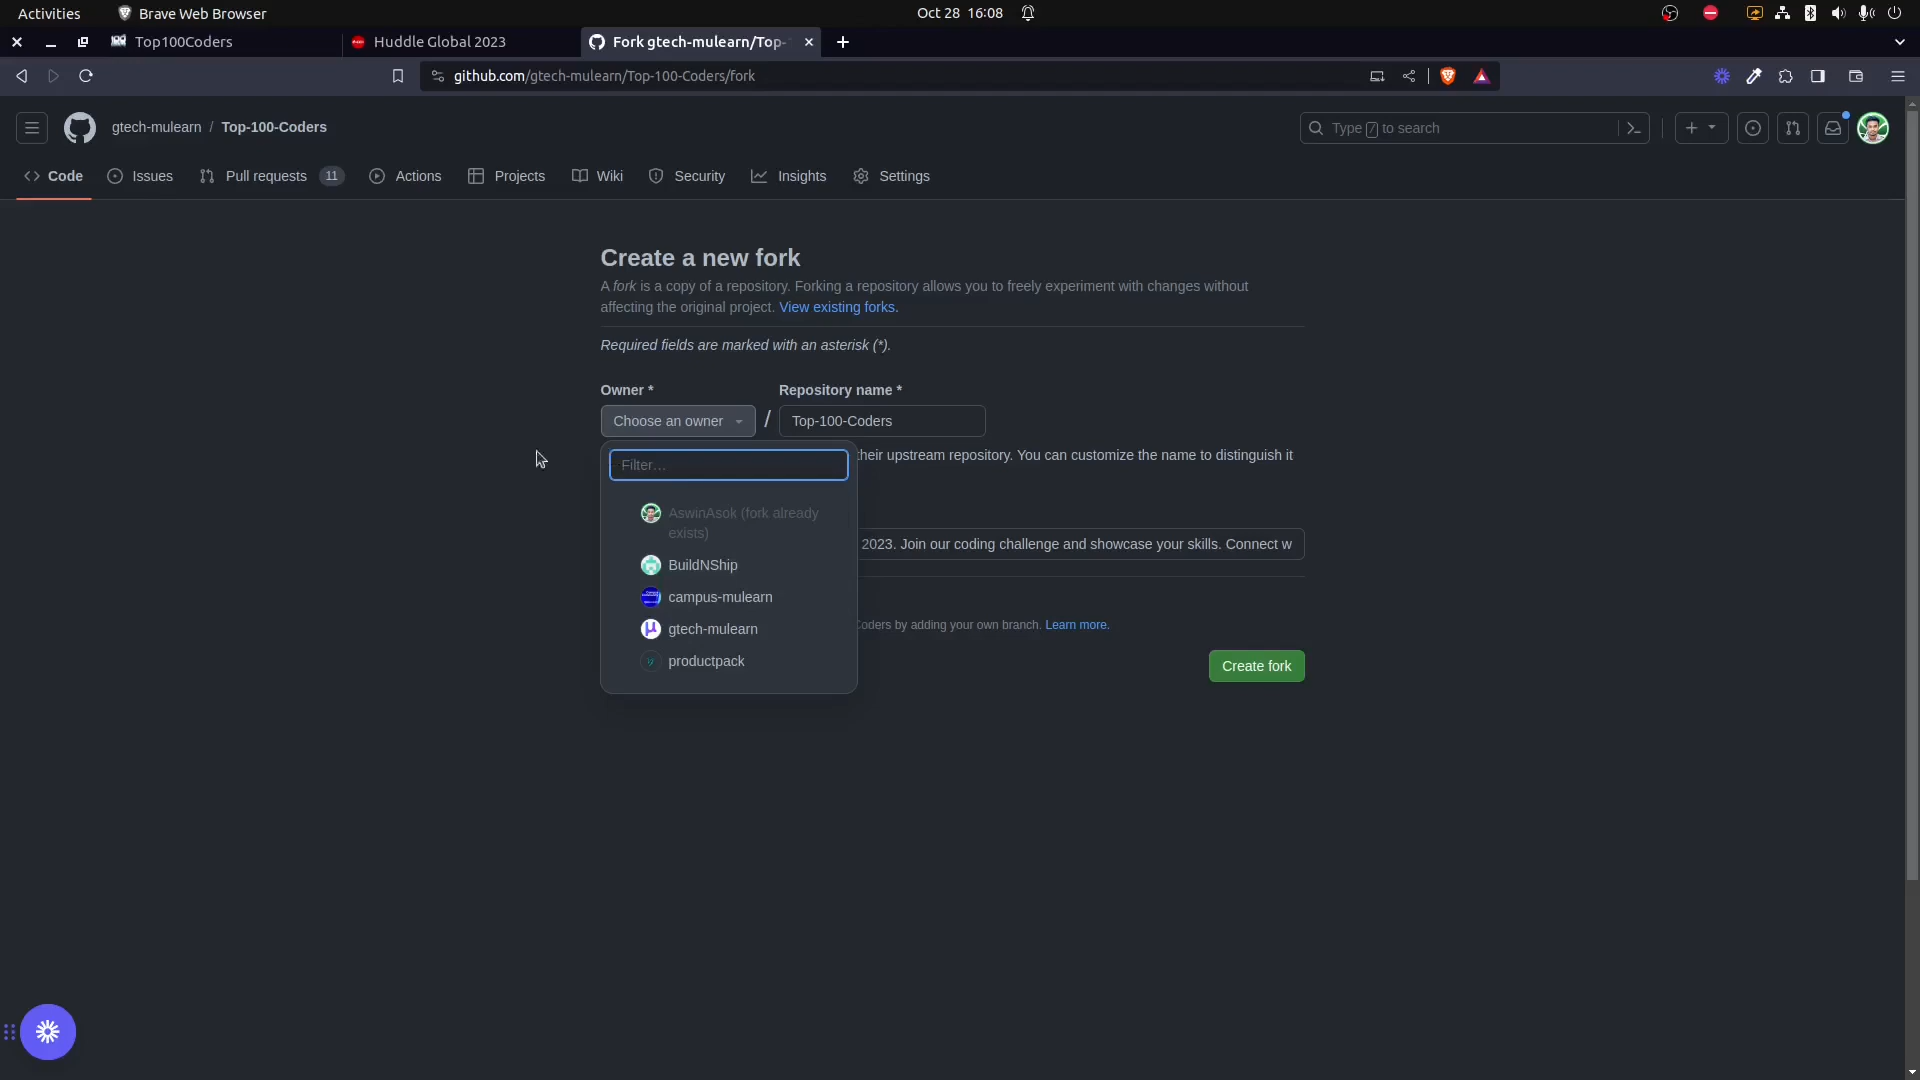 Activities
Brave Web Browser
Oct 28 16:08
Top100Coders
Huddle Global 2023
Fork gtech-mulearn/Top-
github.com/gtech-mulearn/Top-100-Coders/fork
gtech-mulearn / Top-100-Coders
Type / to search
Code
Issues
Pull requests 11
Actions
Projects
Wiki
Security
Insights
Settings
Create a new fork
A fork is a copy of a repository. Forking a repository allows you to freely experiment with changes without
affecting the original project. View existing forks.
Required fields are marked with an asterisk (*).
Owner * Repository name *
Choose an owner / Top-100-Coders
their upstream repository. You can customize the name to distinguish it
Filter...
AswinAsok (fork already
exists)
2023. Join our coding challenge and showcase your skills. Connect w
BuildNShip
campus-mulearn
gtech-mulearn
Coders by adding your own branch. Learn more.
productpack
Create fork